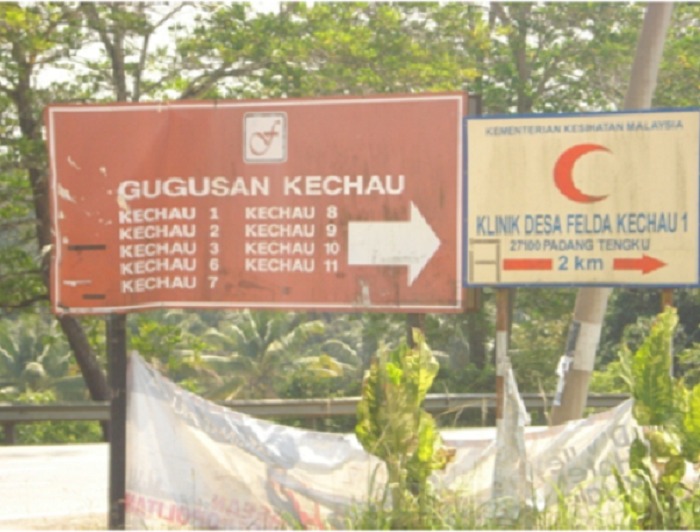 GUGUSAN KECHAU
KECHAU 1 KECHAU 8
KECHAU 2 KECHAU 9
KECHAU 3 KECHAU 10
KECHAU 6 KECHAU 11
KECHAU 7
KEMENTERIAN KESIHATAN MALAYSIA
KLINIK DESA FELDA KECHAU 1
27100 PADANG TENGKU
2 km